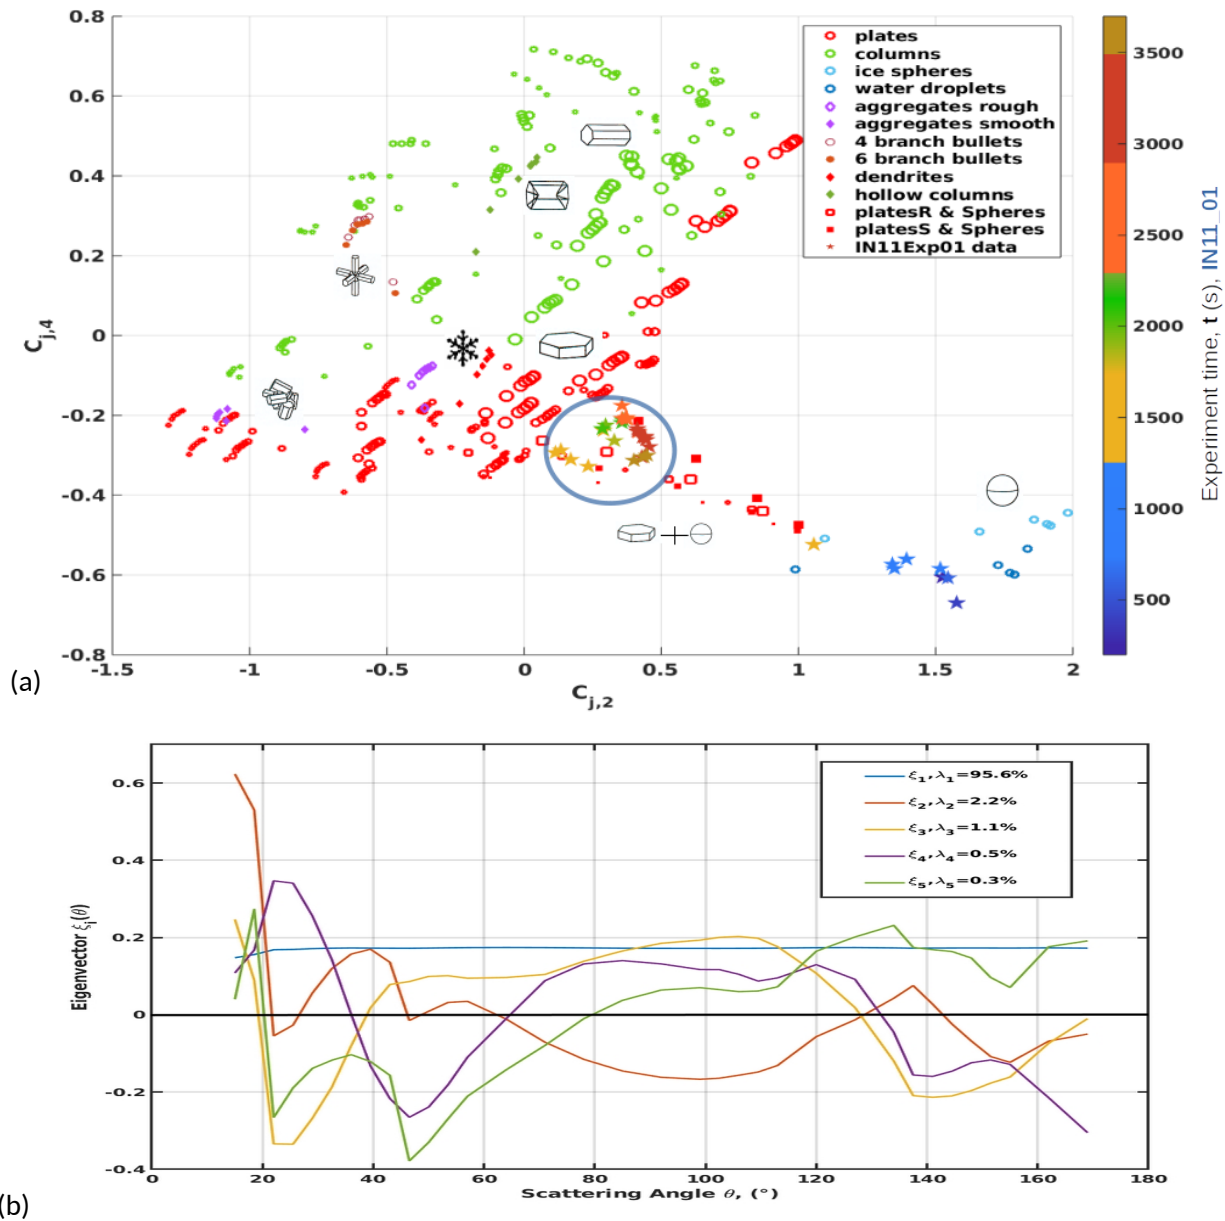 0.8
0.6
0.4
0.2
0
-0.2
-0.4
-0.6
-0.8
C_{j,4}
-1.5 -1 -0.5 0 0.5 1 1.5 2
C_{j,2}
plates
columns
ice spheres
water droplets
aggregates rough
aggregates smooth
4 branch bullets
6 branch bullets
dendrites
hollow columns
platesR & Spheres
platesS & Spheres
IN11Exp01 data
3500
3000
2500
2000
1500
1000
500
Experiment time, t (s), IN11_01
(a)
0.6
0.4
0.2
0
-0.2
-0.4
Eigenvector ξ_i(θ)
ξ₁,λ₁=95.6%
ξ₂,λ₂=2.2%
ξ₃,λ₃=1.1%
ξ₄,λ₄=0.5%
ξ₅,λ₅=0.3%
0 20 40 60 80 100 120 140 160 180
Scattering Angle θ, (°)
(b)